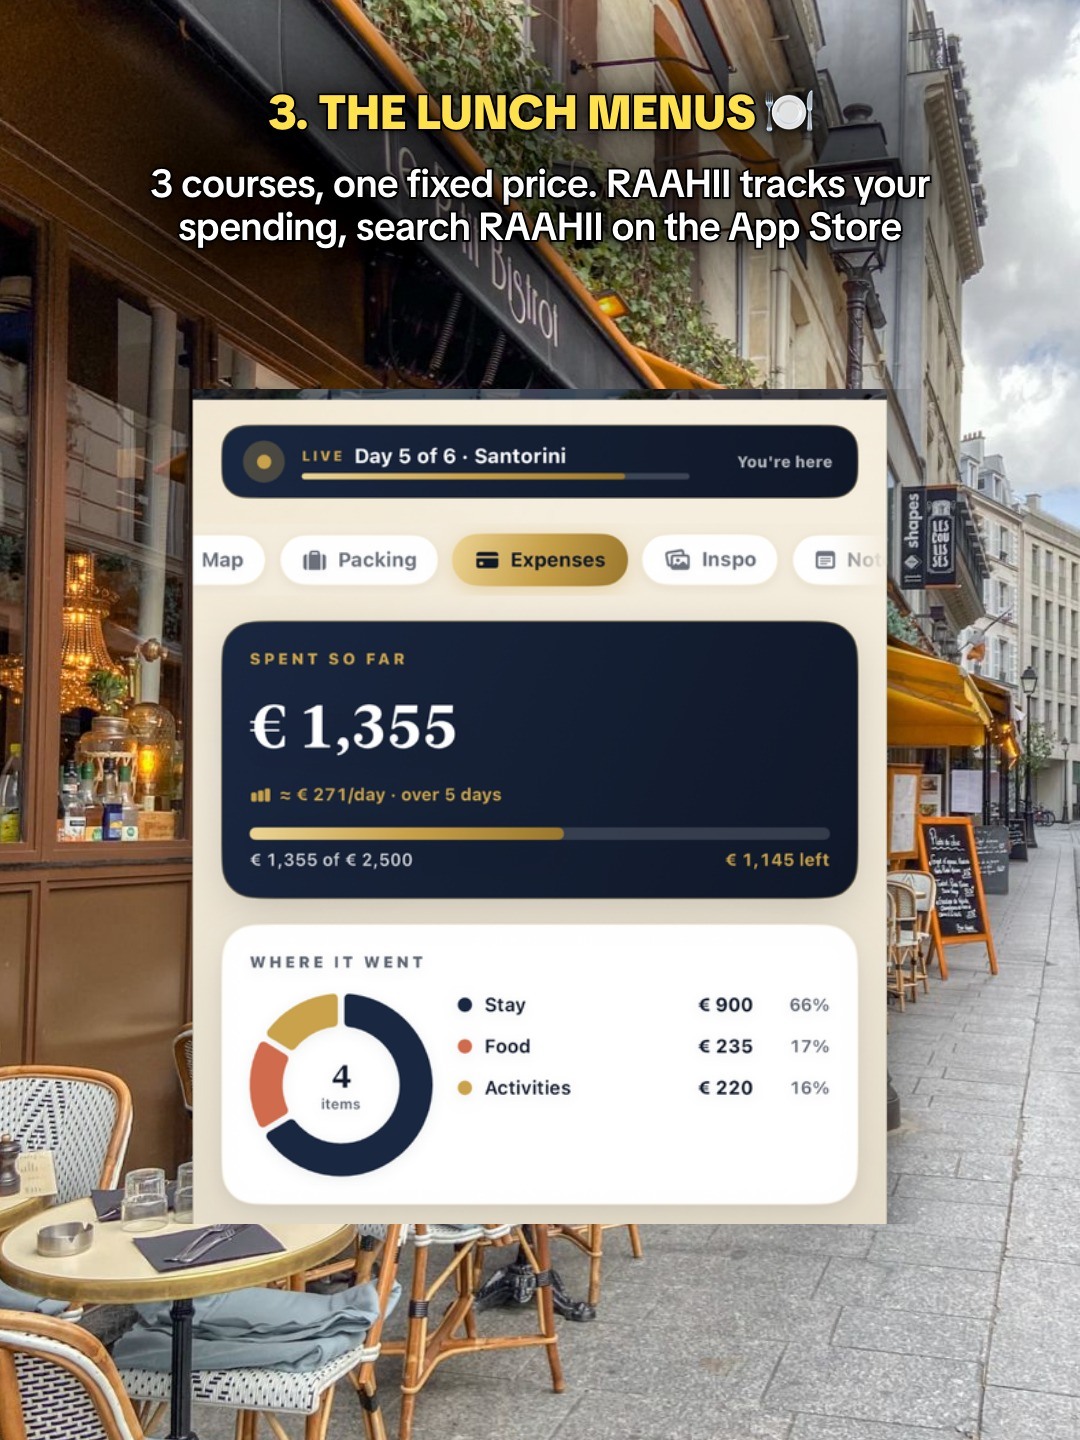 3. THE LUNCH MENUS 🍽️
3 courses, one fixed price. RAAHII tracks your
spending, search RAAHII on the App Store
Bistrot
LIVE Day 5 of 6 · Santorini
You're here
Map
Packing
Expenses
Inspo
Not
SPENT SO FAR
€ 1,355
≈ € 271/day · over 5 days
€ 1,355 of € 2,500
€ 1,145 left
WHERE IT WENT
4
items
Stay € 900 66%
Food € 235 17%
Activities € 220 16%
shapes
LES
COU
LIS
ES